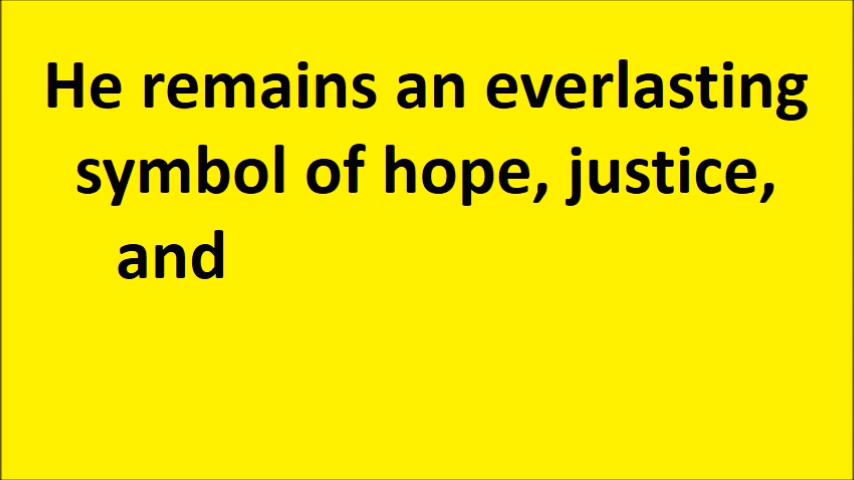 He remains an everlasting
symbol of hope, justice,
and